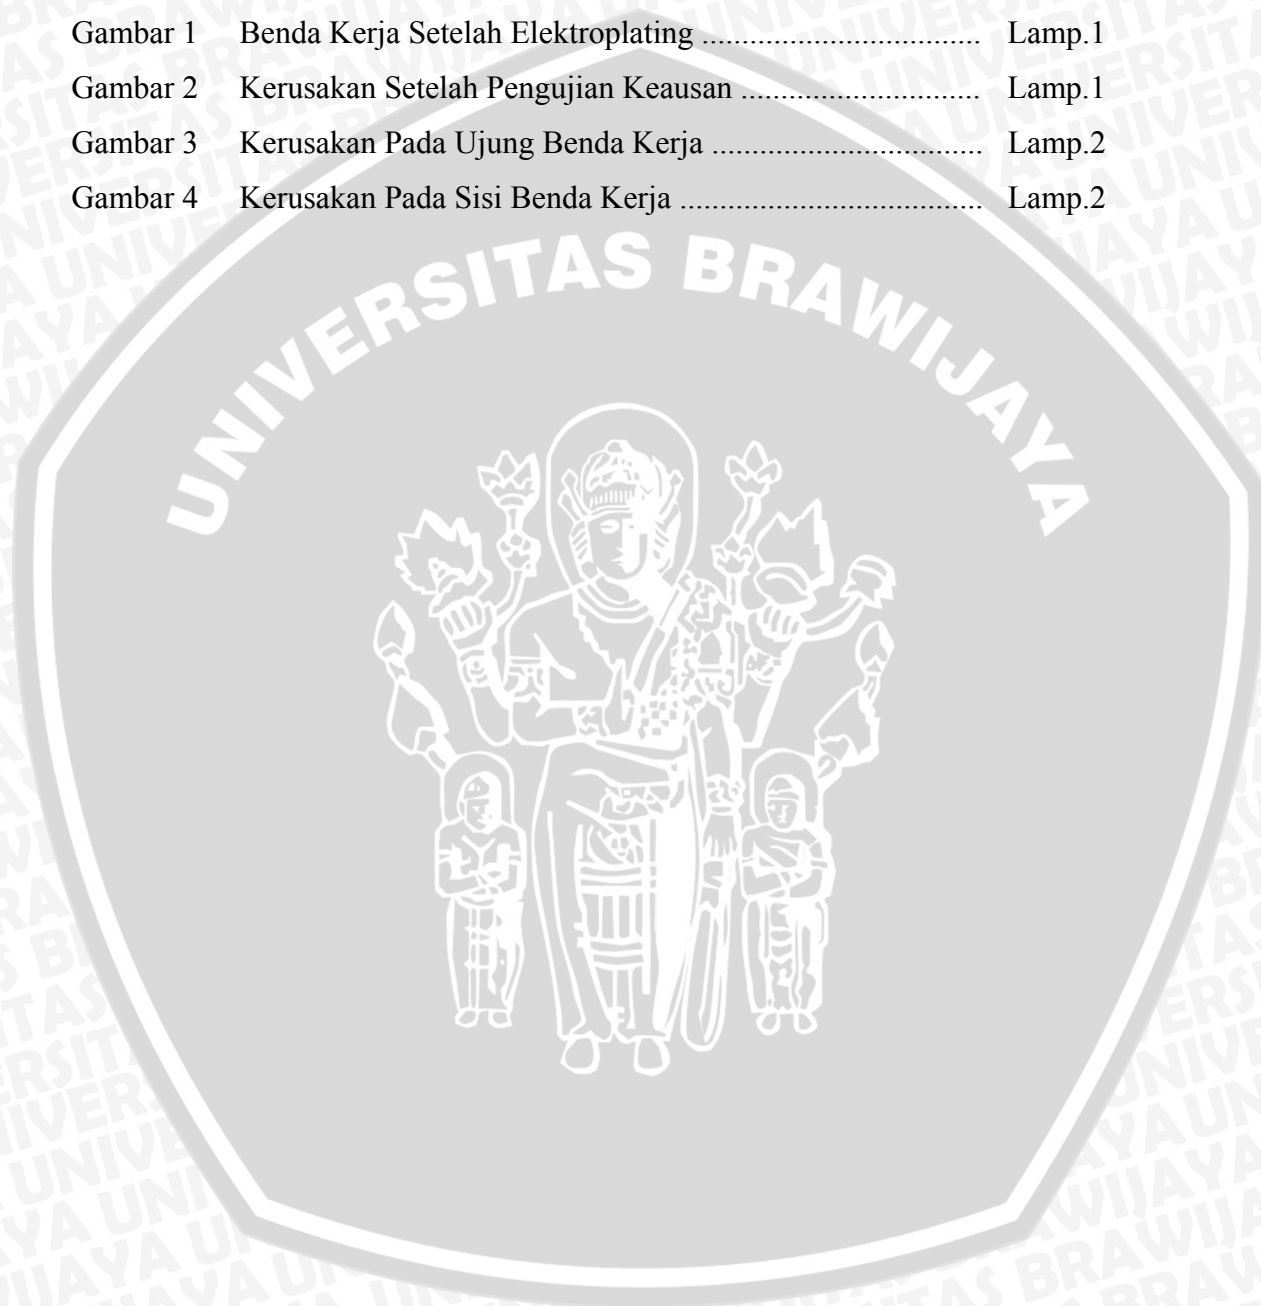 Gambar 1 Benda Kerja Setelah Elektroplating ................................... Lamp.1
Gambar 2 Kerusakan Setelah Pengujian Keausan .............................. Lamp.1
Gambar 3 Kerusakan Pada Ujung Benda Kerja .................................. Lamp.2
Gambar 4 Kerusakan Pada Sisi Benda Kerja ...................................... Lamp.2
UNIVERSITAS BRAWIJAYA